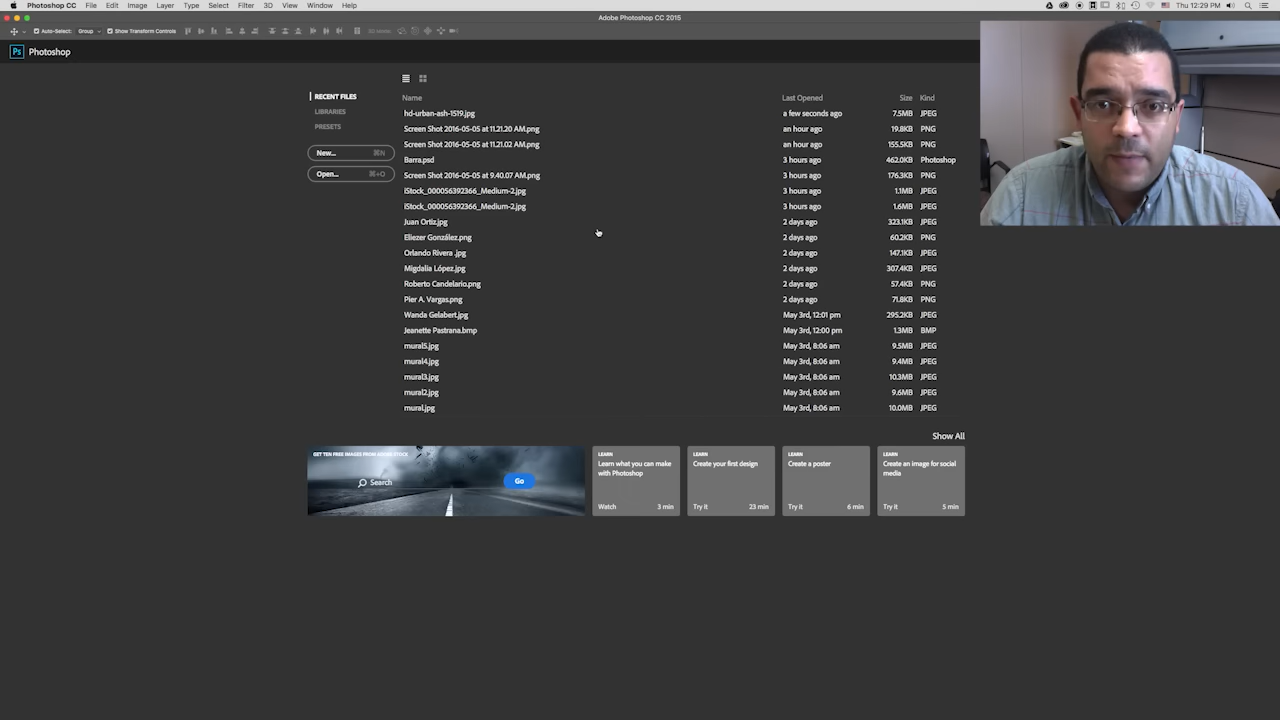 Photoshop CC File Edit Image Layer Type Select Filter 3D View Window Help Thu 12:29 PM
Adobe Photoshop CC 2015
Auto-Select: Group Show Transform Controls
Ps Photoshop
RECENT FILES
LIBRARIES
PRESETS
New... ⌘N
Open... ⌘+O
Name Last Opened Size Kind
hd-urban-ash-1519.jpg a few seconds ago 7.5MB JPEG
Screen Shot 2016-05-05 at 11.21.20 AM.png an hour ago 19.8KB PNG
Screen Shot 2016-05-05 at 11.21.02 AM.png an hour ago 155.5KB PNG
Barra.psd 3 hours ago 462.0KB Photoshop
Screen Shot 2016-05-05 at 9.40.07 AM.png 3 hours ago 176.3KB PNG
iStock_000056392366_Medium-2.jpg 3 hours ago 1.1MB JPEG
iStock_000056392366_Medium-2.jpg 3 hours ago 1.6MB JPEG
Juan Ortiz.jpg 2 days ago 323.1KB JPEG
Eliezer González.png 2 days ago 60.2KB PNG
Orlando Rivera .jpg 2 days ago 147.1KB JPEG
Migdalia López.jpg 2 days ago 307.4KB JPEG
Roberto Candelario.png 2 days ago 57.4KB PNG
Pier A. Vargas.png 2 days ago 71.8KB PNG
Wanda Gelabert.jpg May 3rd, 12:01 pm 295.2KB JPEG
Jeanette Pastrana.bmp May 3rd, 12:00 pm 1.3MB BMP
mural5.jpg May 3rd, 8:06 am 9.5MB JPEG
mural4.jpg May 3rd, 8:06 am 9.4MB JPEG
mural3.jpg May 3rd, 8:06 am 10.3MB JPEG
mural2.jpg May 3rd, 8:06 am 9.6MB JPEG
mural.jpg May 3rd, 8:06 am 10.0MB JPEG
Show All
GET TEN FREE IMAGES FROM ADOBE STOCK
Search Go
LEARN
Learn what you can make
with Photoshop
Watch 3 min
LEARN
Create your first design
Try it 23 min
LEARN
Create a poster
Try it 6 min
LEARN
Create an image for social
media
Try it 5 min